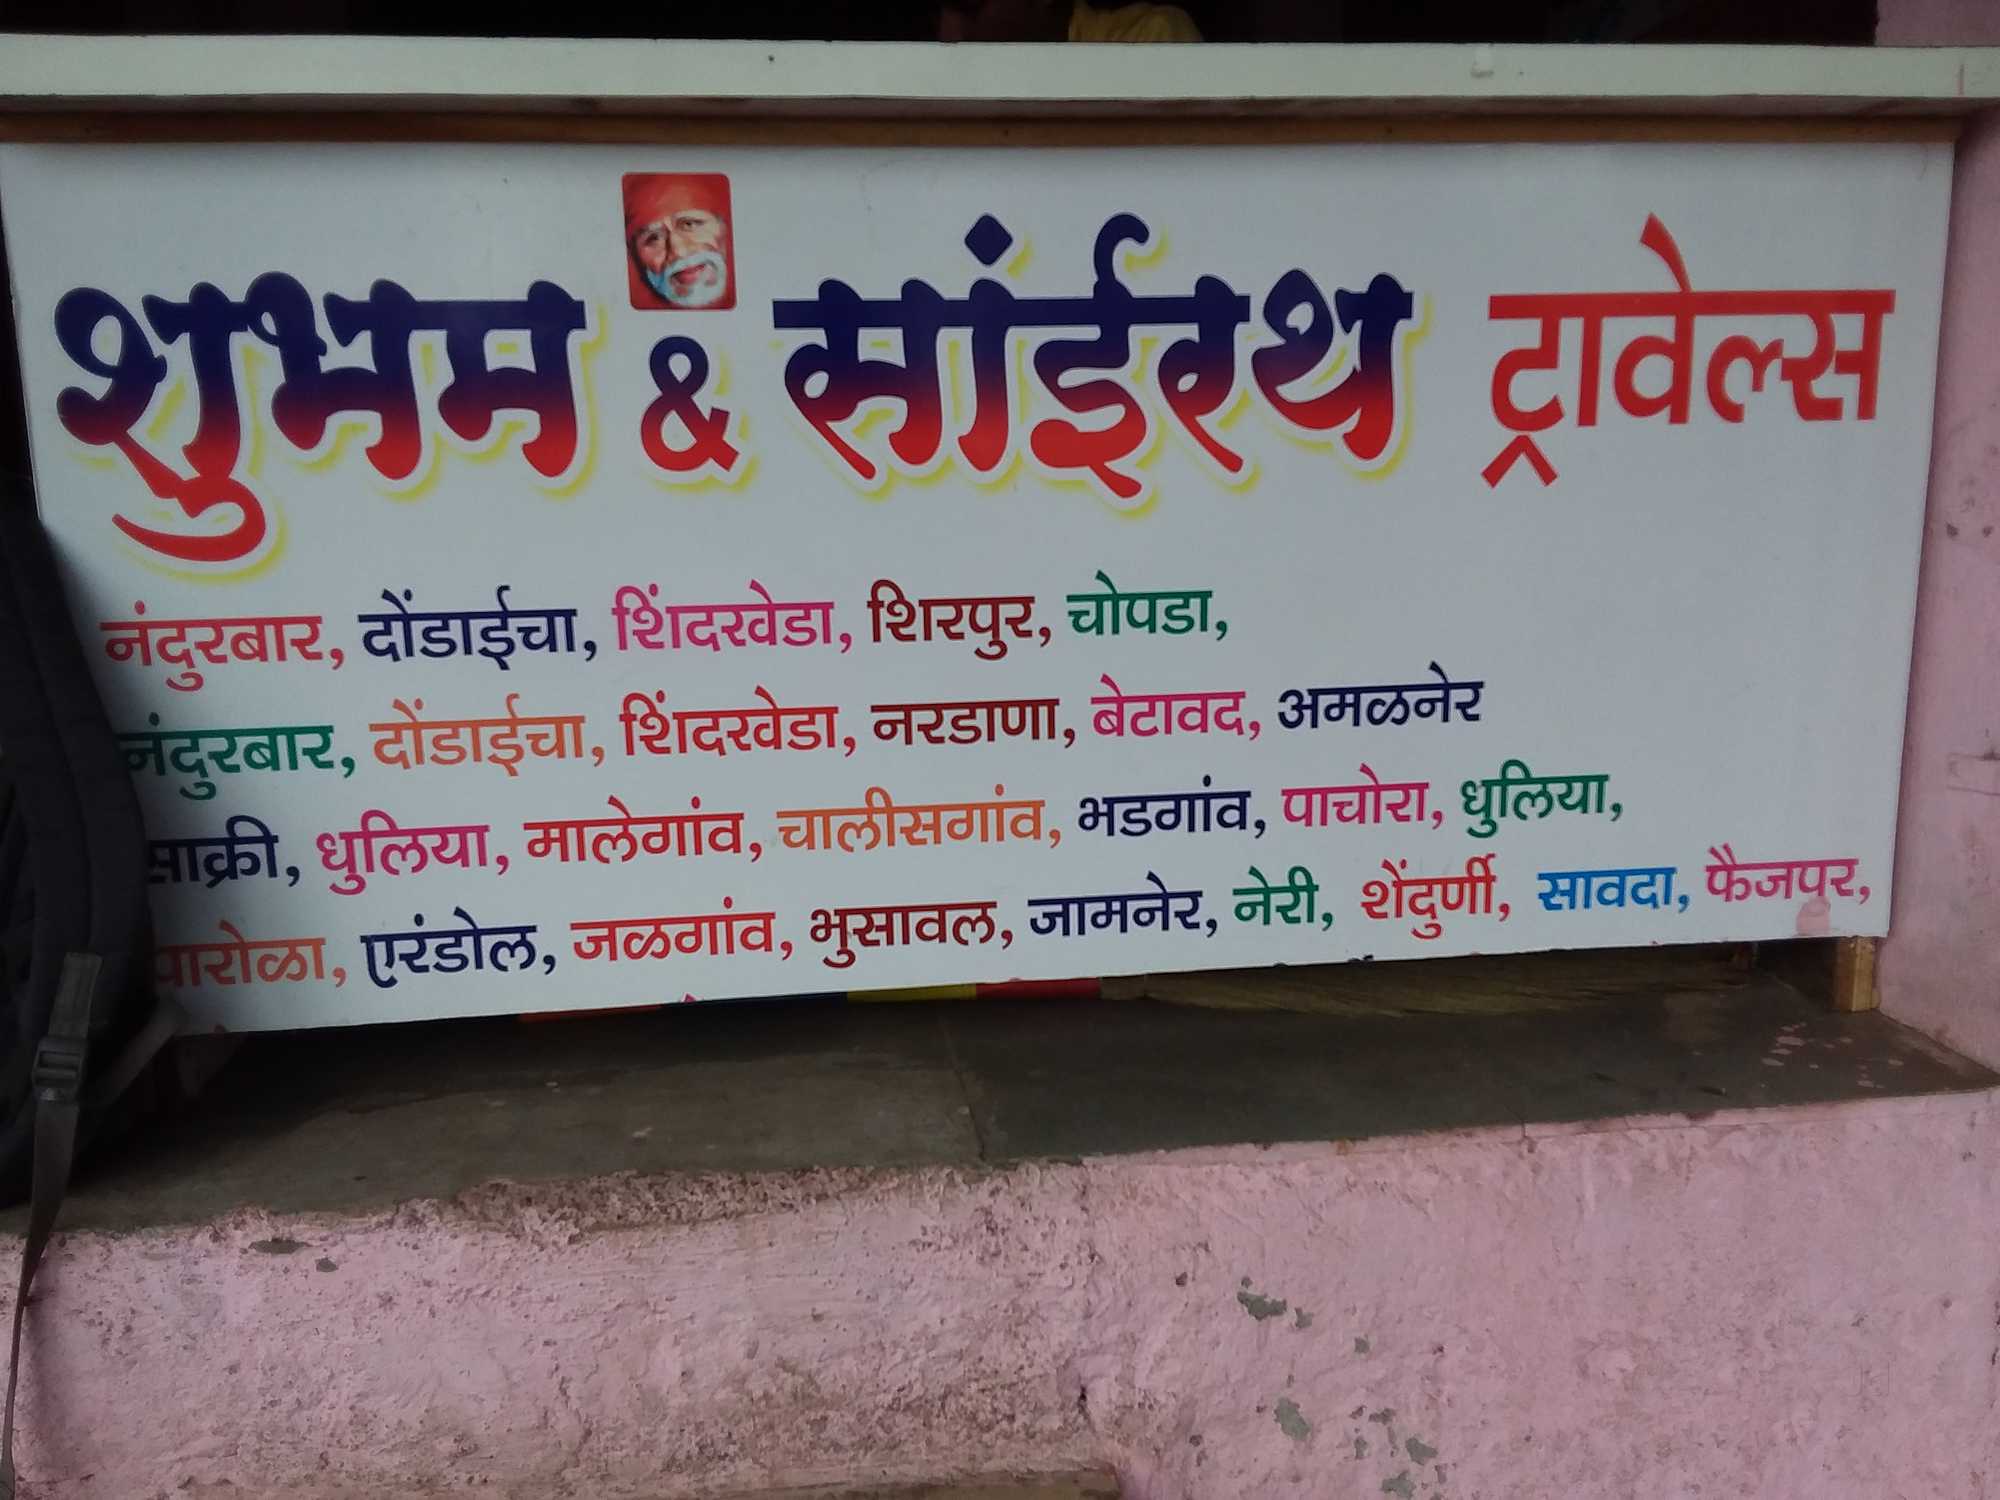 शुभम & सांईरथ ट्रावेल्स
नंदुरबार, दोंडाईचा, शिंदखेडा, शिरपुर, चोपडा,
नंदुरबार, दोंडाईचा, शिंदखेडा, नरडाणा, बेटावद, अमळनेर
साक्री, धुलिया, मालेगांव, चालीसगांव, भडगांव, पाचोरा, धुलिया,
पारोळा, एरंडोल, जळगांव, भुसावल, जामनेर, नेरी, शेंदुर्णी, सावदा, फैजपर,